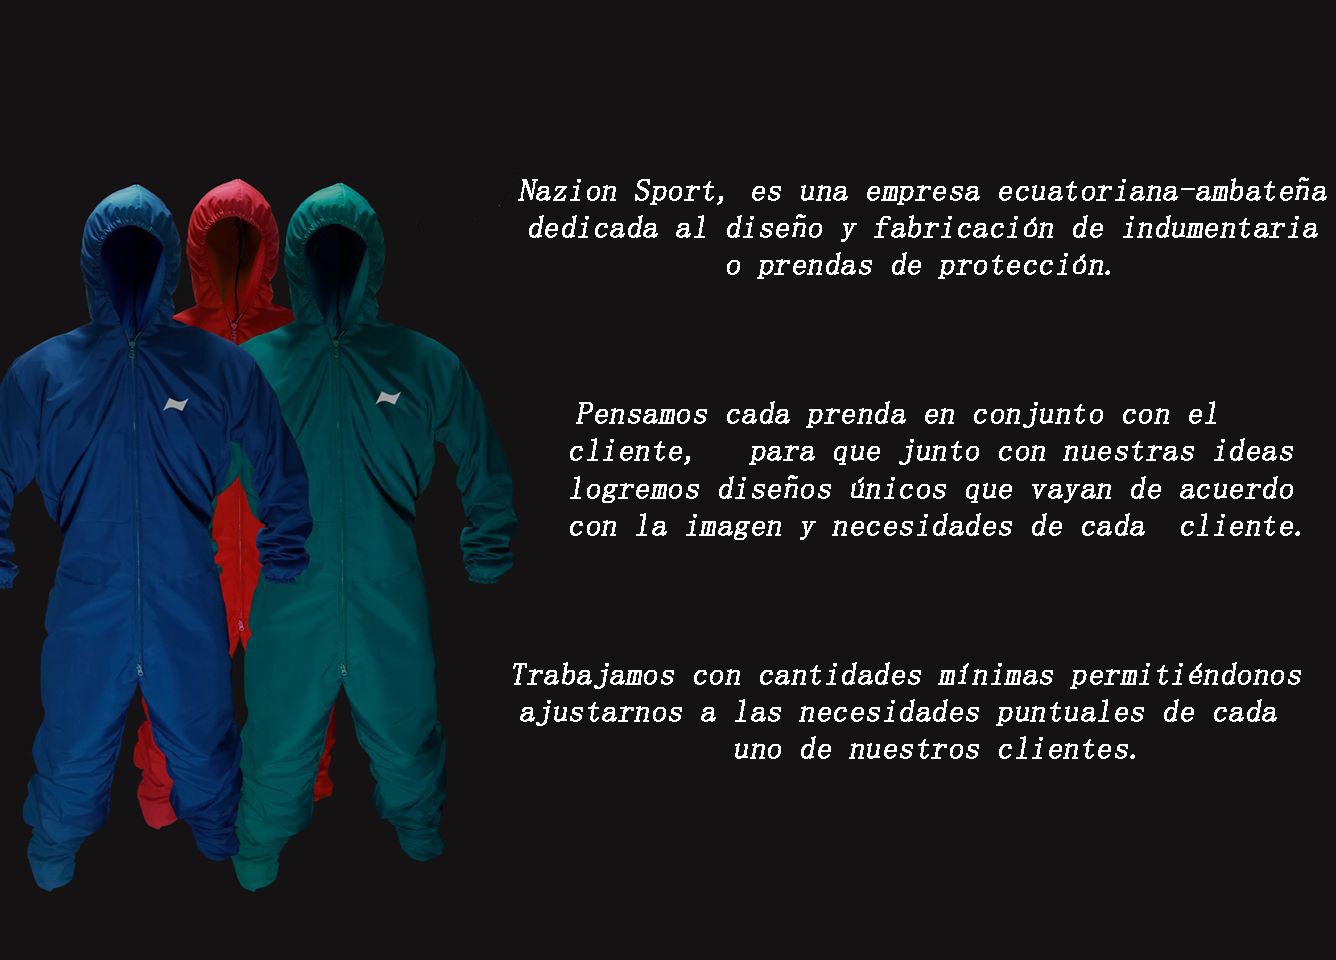 Nazion Sport, es una empresa ecuatoriana-ambateña
dedicada al diseño y fabricación de indumentaria
o prendas de protección.
Pensamos cada prenda en conjunto con el
cliente, para que junto con nuestras ideas
logremos diseños únicos que vayan de acuerdo
con la imagen y necesidades de cada cliente.
Trabajamos con cantidades mínimas permitiéndonos
ajustarnos a las necesidades puntuales de cada
uno de nuestros clientes.